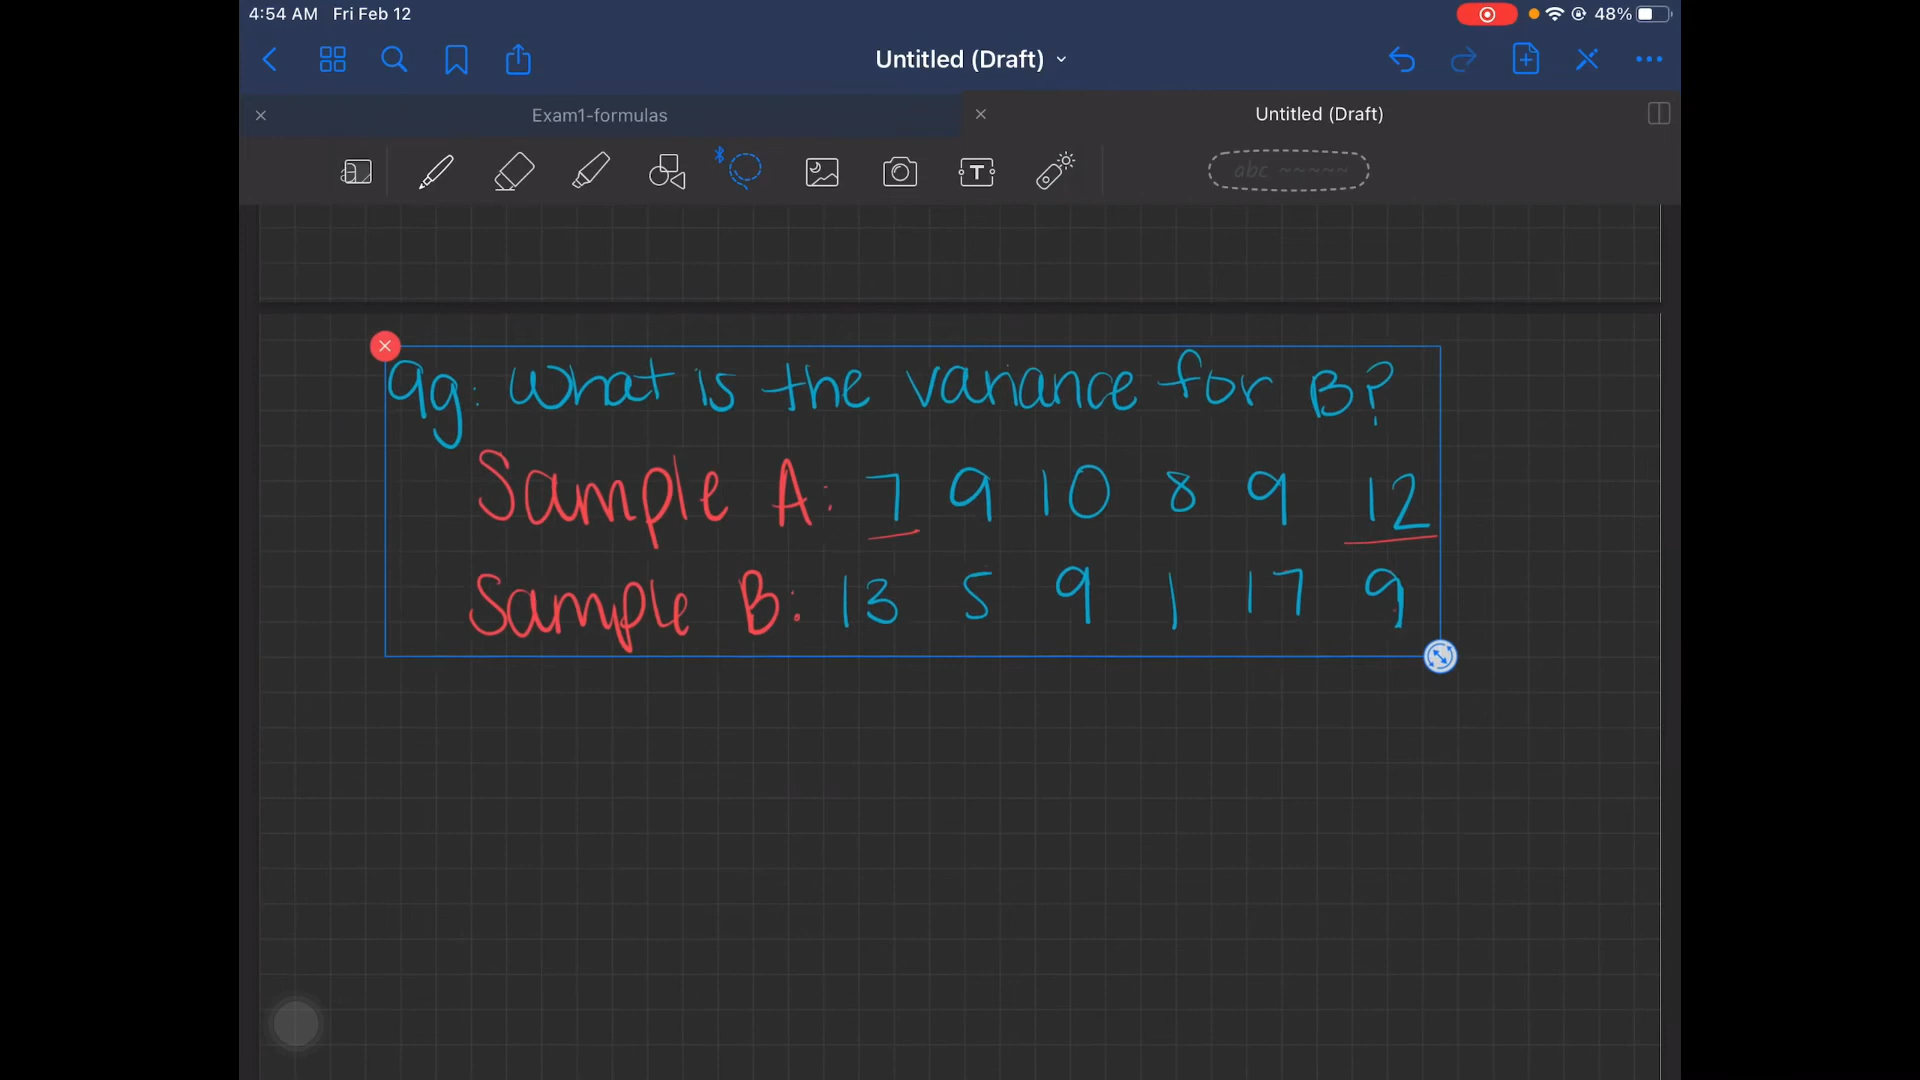 4:54 AM Fri Feb 12 48%
Untitled (Draft)
Exam1-formulas Untitled (Draft)
T abc
9g: What is the variance for B?
Sample A: 7 9 10 8 9 12
Sample B: 13 5 9 1 17 9